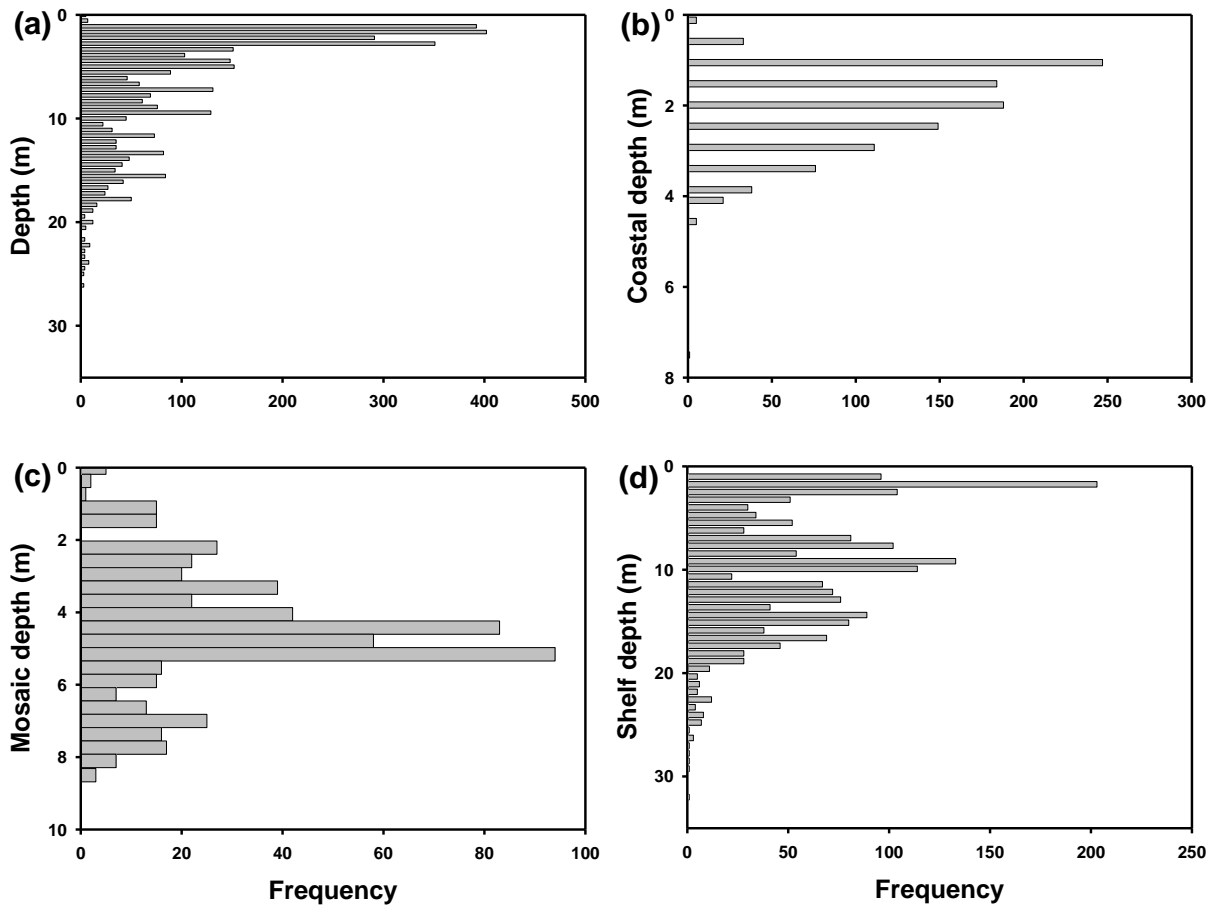 (a)
Depth (m)
0
10
20
30
0 100 200 300 400 500
(b)
Coastal depth (m)
0
2
4
6
8
0 50 100 150 200 250 300
(c)
Mosaic depth (m)
0
2
4
6
8
10
0 20 40 60 80 100
Frequency
(d)
Shelf depth (m)
0
10
20
30
0 50 100 150 200 250
Frequency